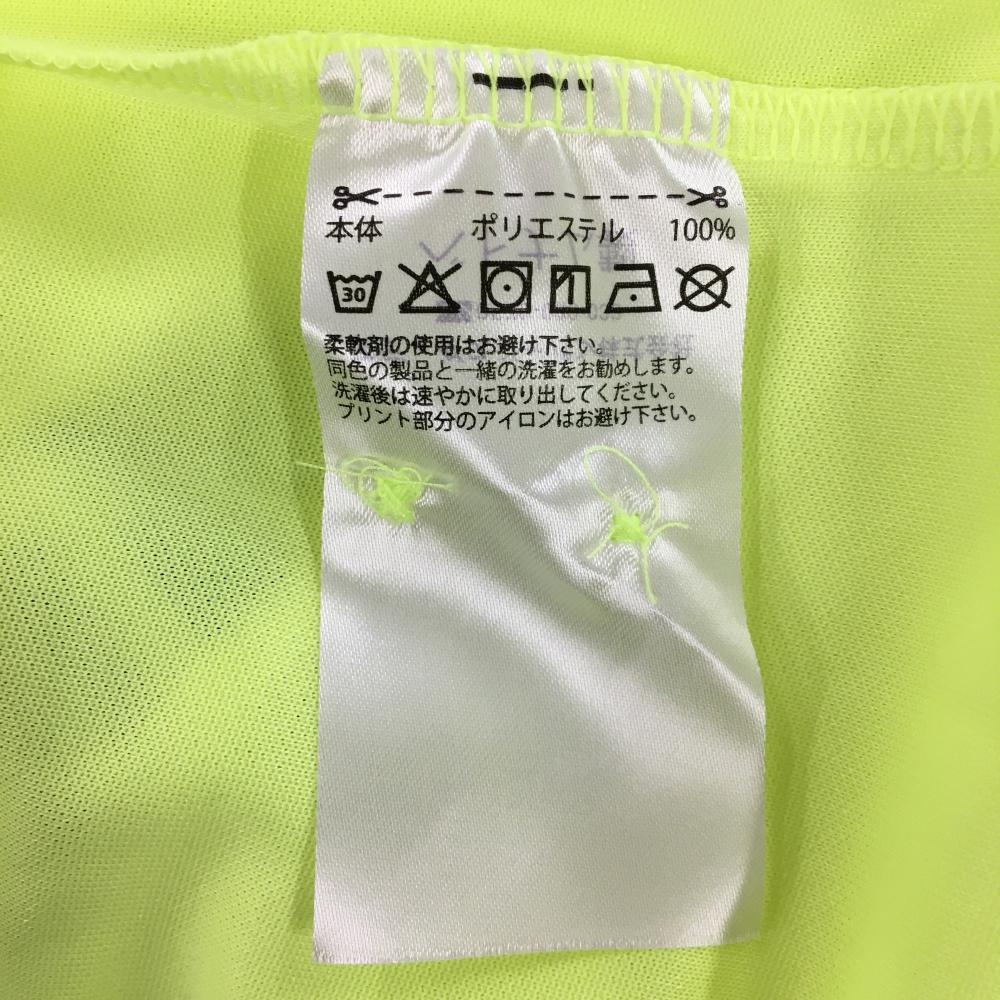 本体 ポリエステル 100%
30
柔軟剤の使用はお避け下さい。
同色の製品と一緒の洗濯をお勧めします。
洗濯後は速やかに取り出してください。
プリント部分のアイロンはお避け下さい。